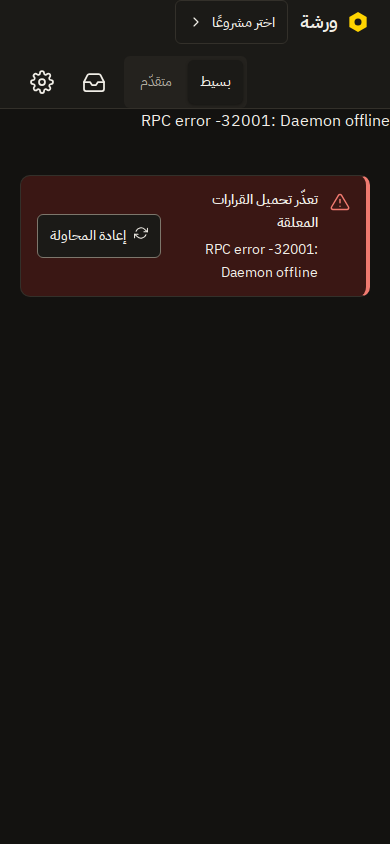 ورشة
اختر مشروعًا
بسيط
متقدّم
RPC error -32001: Daemon offline
تعذّر تحميل القرارات
المعلقة
RPC error -32001:
Daemon offline
إعادة المحاولة